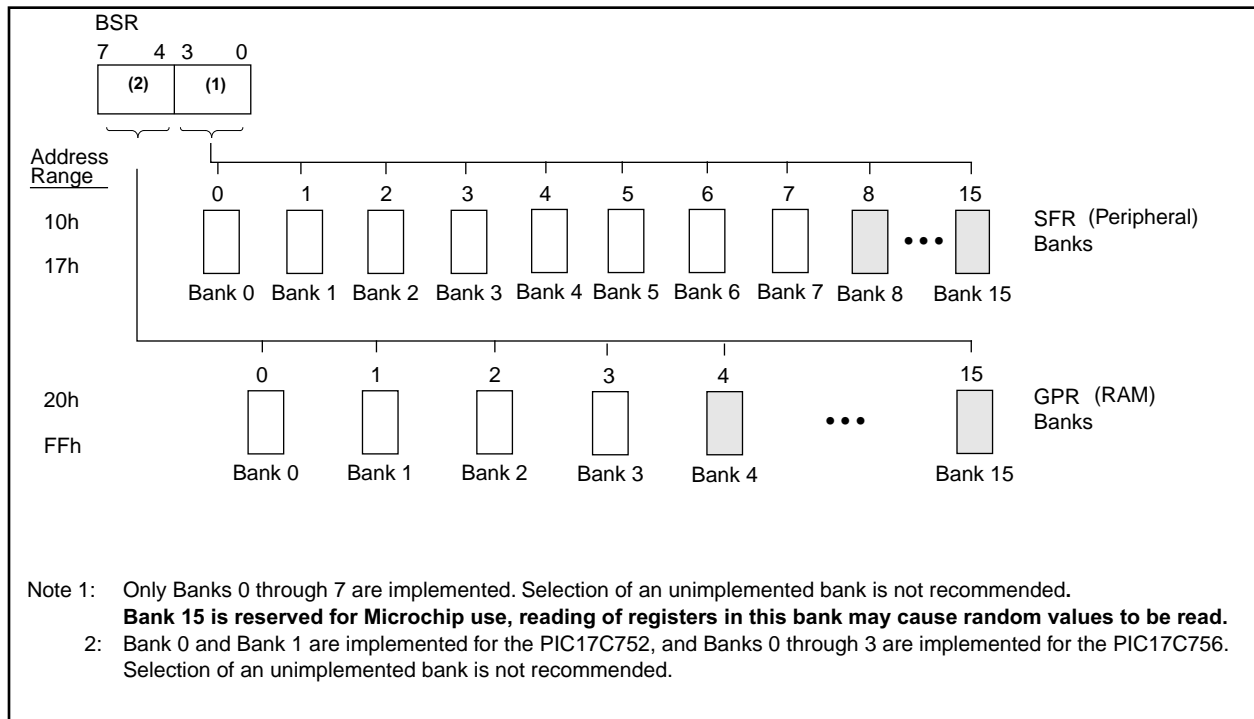 BSR
7 4 3 0
(2) (1)
Address
Range
0 1 2 3 4 5 6 7 8 15
10h
17h
•••
SFR (Peripheral)
Banks
Bank 0 Bank 1 Bank 2 Bank 3 Bank 4 Bank 5 Bank 6 Bank 7 Bank 8 Bank 15
0 1 2 3 4 15
20h
FFh
•••
GPR (RAM)
Banks
Bank 0 Bank 1 Bank 2 Bank 3 Bank 4 Bank 15
Note 1: Only Banks 0 through 7 are implemented. Selection of an unimplemented bank is not recommended.
Bank 15 is reserved for Microchip use, reading of registers in this bank may cause random values to be read.
2: Bank 0 and Bank 1 are implemented for the PIC17C752, and Banks 0 through 3 are implemented for the PIC17C756.
Selection of an unimplemented bank is not recommended.